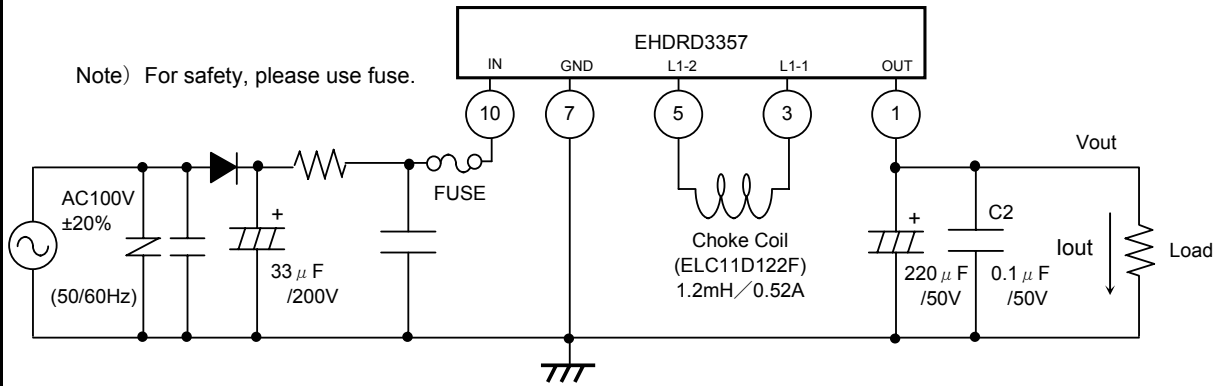 EHDRD3357
IN GND L1-2 L1-1 OUT
Note）For safety, please use fuse.
10 7 5 3 1
Vout
FUSE
AC100V
±20%
+
33μF
/200V
(50/60Hz)
Choke Coil
(ELC11D122F)
1.2mH／0.52A
+
220μF
/50V
C2
0.1μF
/50V
Iout
Load